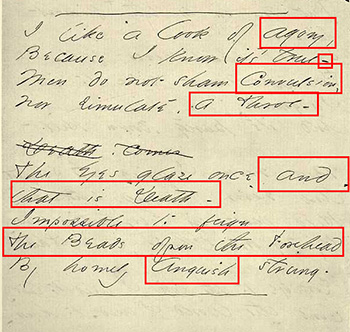 I like a look of agony,
Because I know it's true -
Men do not sham Convulsion,
nor simulate, a throe -
Death comes
The eyes glaze once, and
that is Death -
Impossible to feign
The Beads upon the Forehead
By homely Anguish strung.